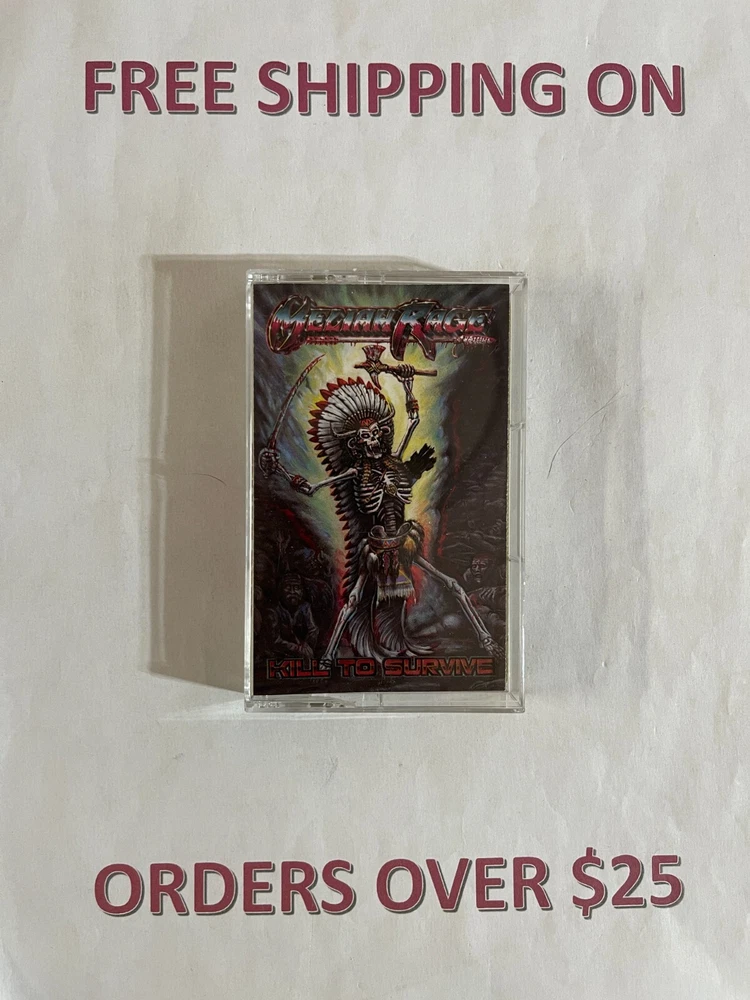 FREE SHIPPING ON
MELIAH RAGE
KILL TO SURVIVE
ORDERS OVER $25